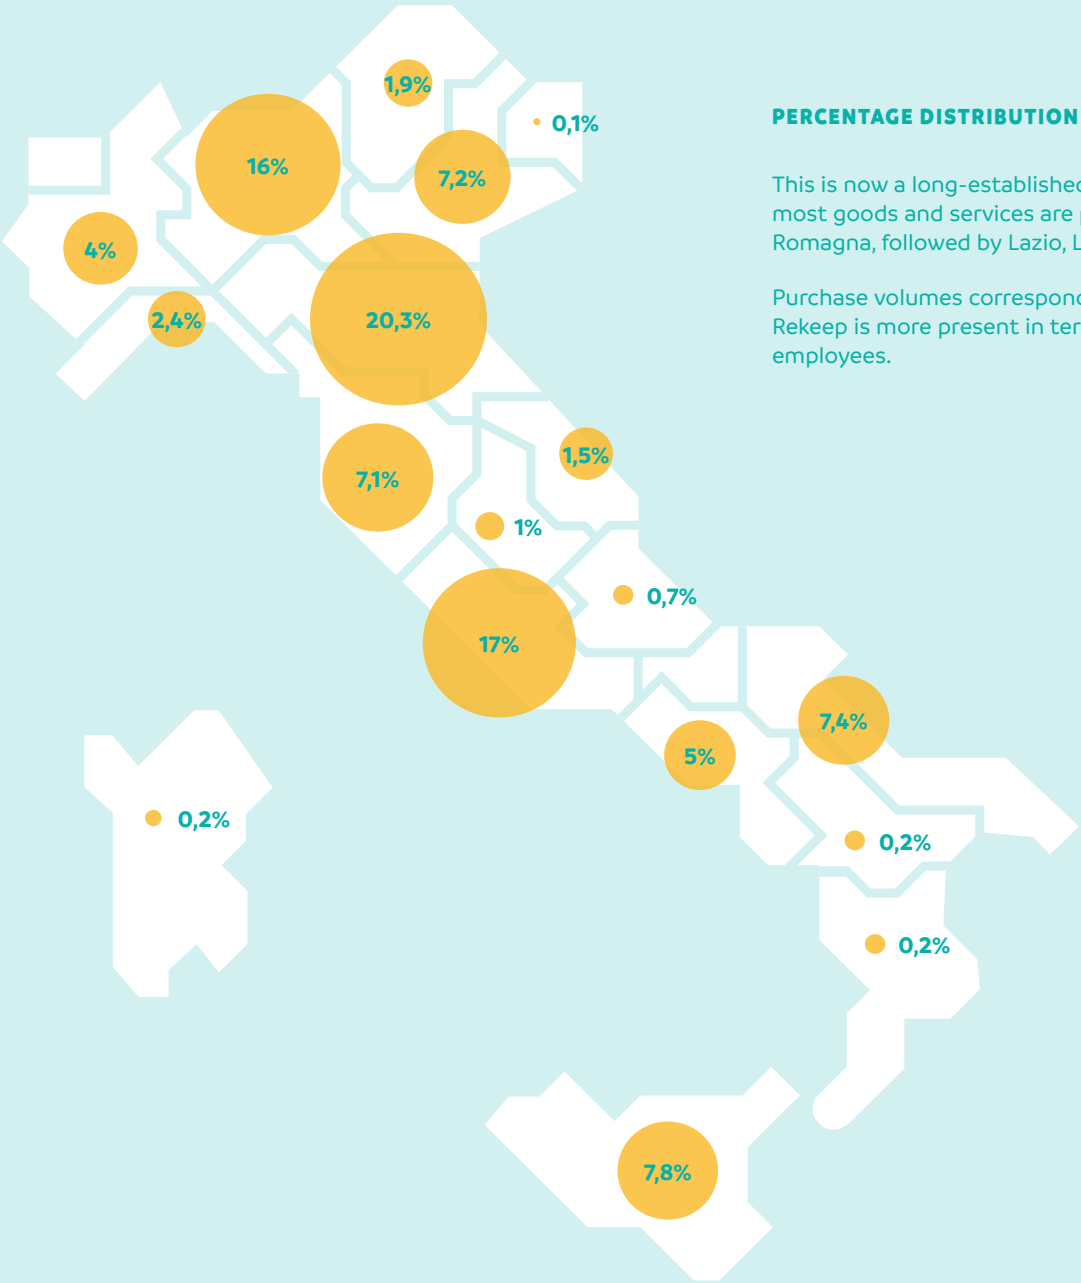 1,9%
0,1%
PERCENTAGE DISTRIBUTION
16%
7,2%
This is now a long-established
most goods and services are
Romagna, followed by Lazio,
4%
Purchase volumes correspond
2,4%
20,3%
Rekeep is more present in
employees.
1,5%
7,1%
1%
0,7%
17%
7,4%
5%
0,2%
0,2%
0,2%
7,8%